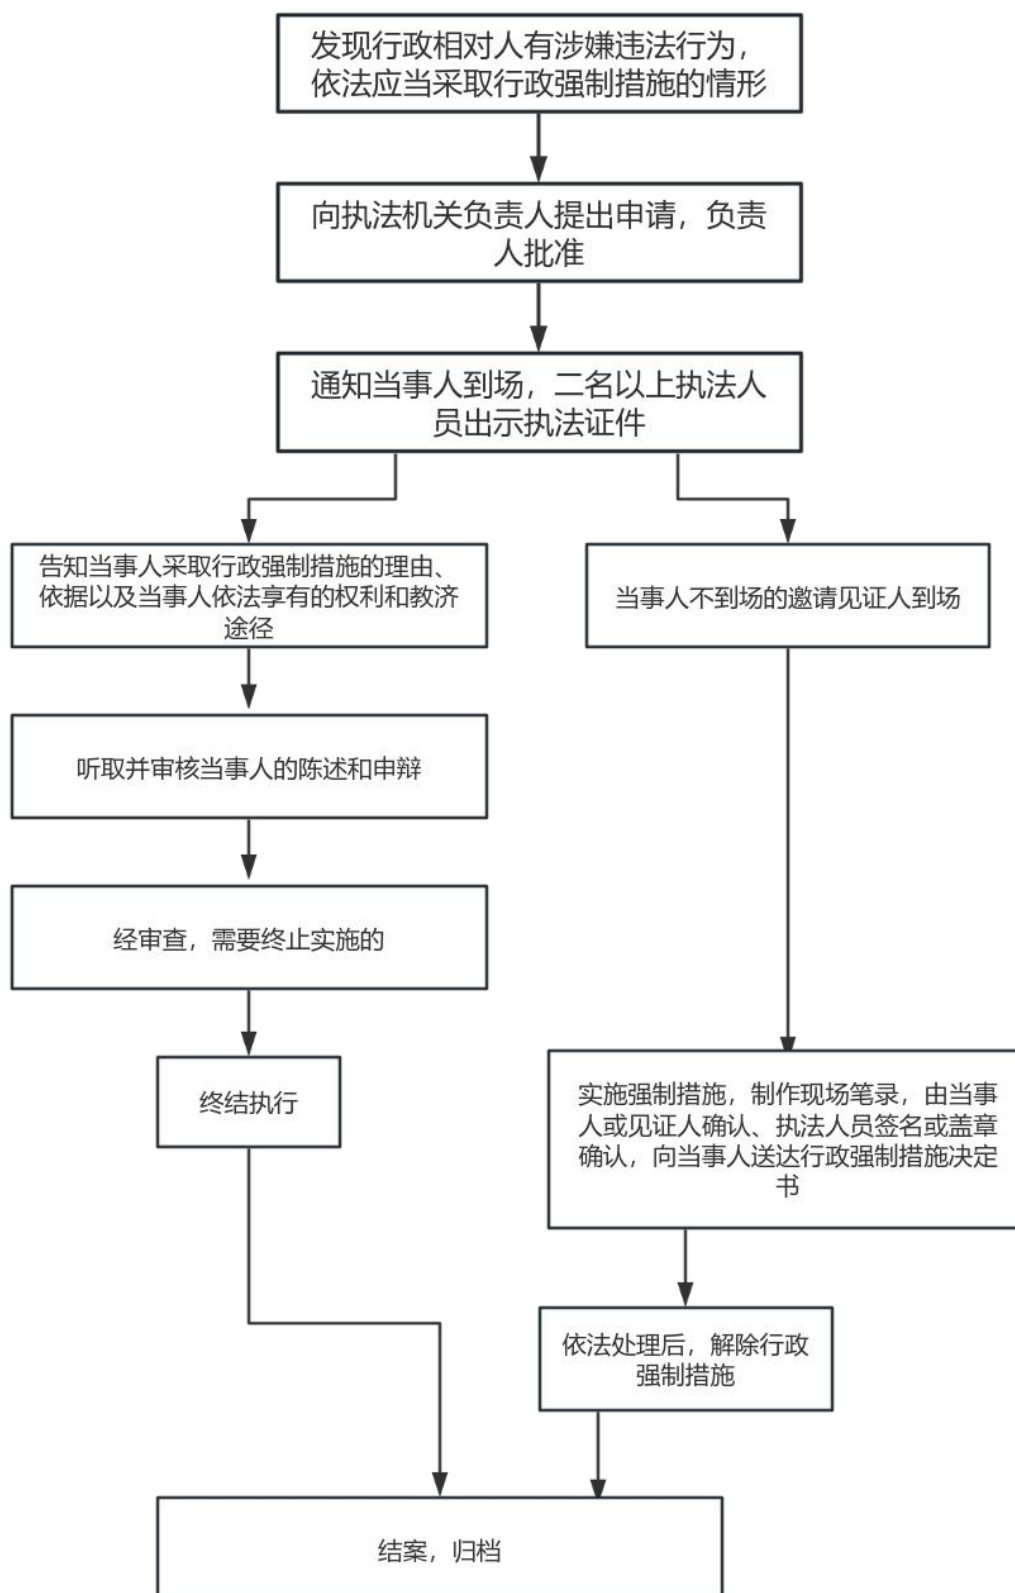 发现行政相对人有涉嫌违法行为，
依法应当采取行政强制措施的情形
向执法机关负责人提出申请，负责
人批准
通知当事人到场，二名以上执法人
员出示执法证件
告知当事人采取行政强制措施的理由、
依据以及当事人依法享有的权利和教济
途径
当事人不到场的邀请见证人到场
听取并审核当事人的陈述和申辩
经审查，需要终止实施的
终结执行
实施强制措施，制作现场笔录，由当事
人或见证人确认、执法人员签名或盖章
确认，向当事人送达行政强制措施决定
书
依法处理后，解除行政
强制措施
结案，归档